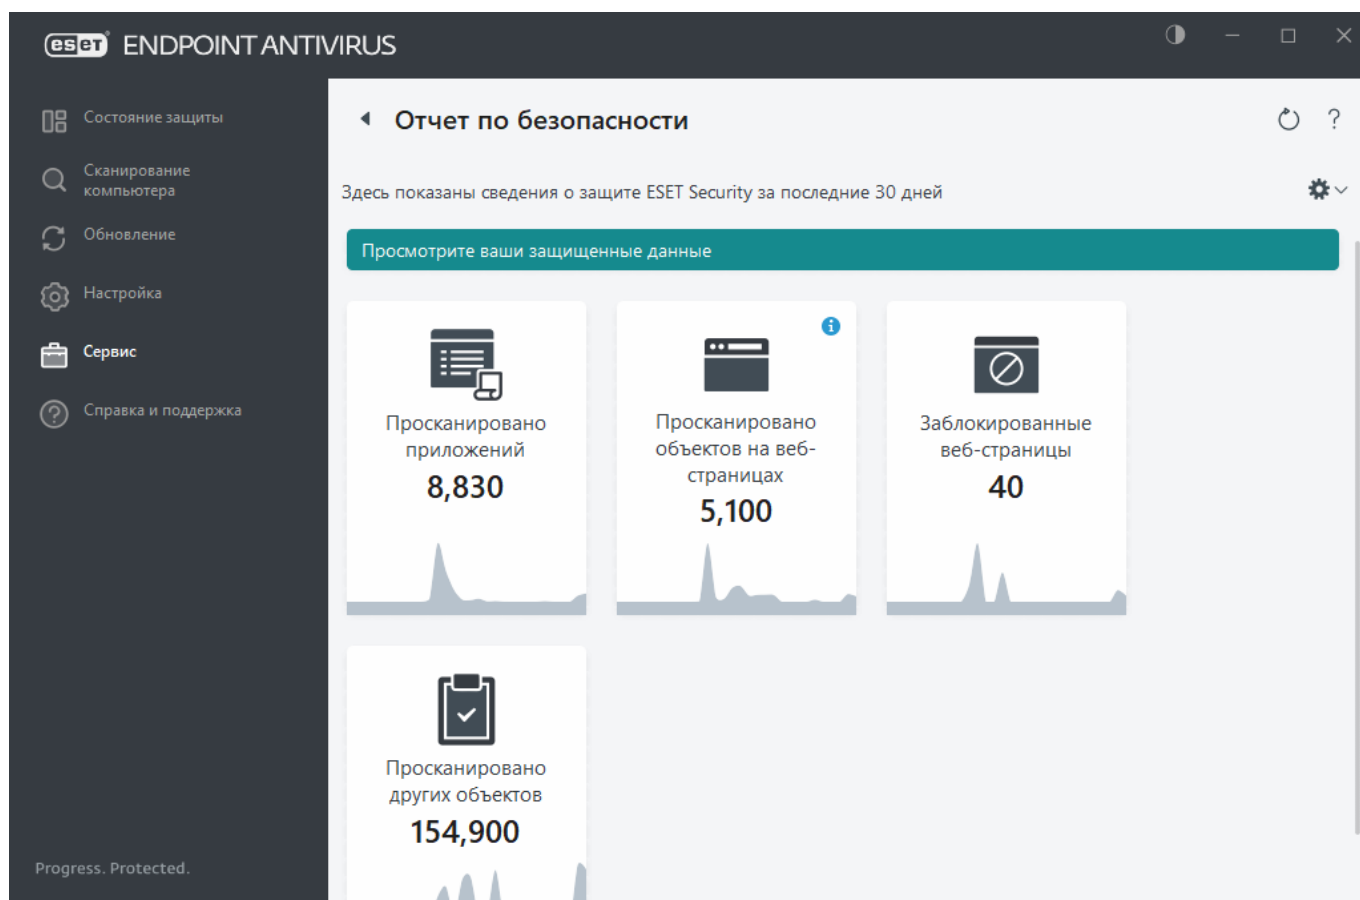 eset ENDPOINT ANTIVIRUS
Состояние защиты
Сканирование
компьютера
Обновление
Настройка
Сервис
Справка и поддержка
Progress. Protected.
Отчет по безопасности
?
Здесь показаны сведения о защите ESET Security за последние 30 дней
Просмотрите ваши защищенные данные
Просканировано
приложений
8,830
Просканировано
объектов на веб-
страницах
5,100
Заблокированные
веб-страницы
40
Просканировано
других объектов
154,900